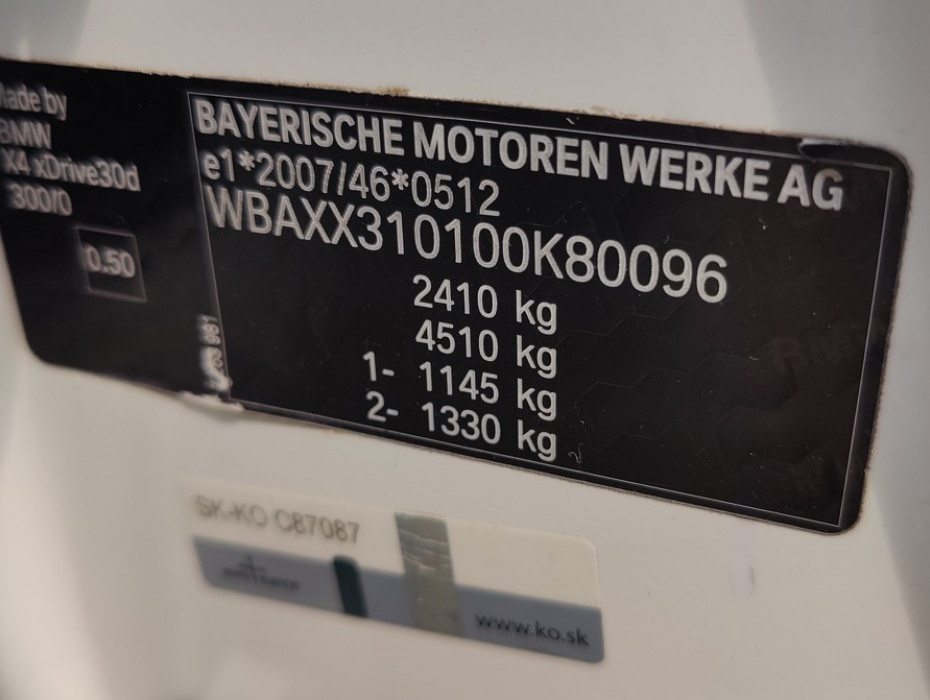 Made by
BMW
X4 xDrive30d
300/0
0.50
BAYERISCHE MOTOREN WERKE AG
e1*2007/46*0512
WBAXX310100K80096
2410 kg
4510 kg
1- 1145 kg
2- 1330 kg
SK-KO C87087
www.ko.sk